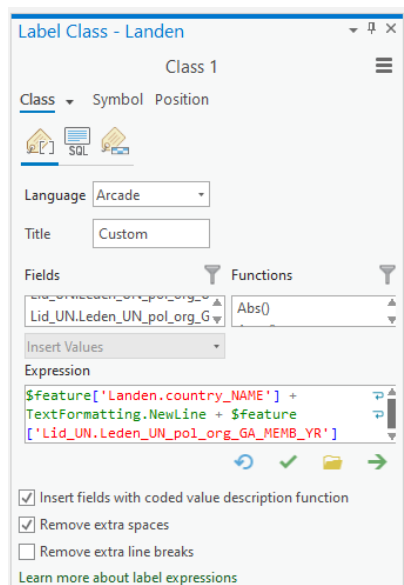 Label Class - Landen
Class 1
Class Symbol Position
SQL
Language Arcade
Title Custom
Fields Functions
Lid_UN.Leden_UN_pol_org_G Abs()
Insert Values
Expression
$feature['Landen.country_NAME'] +
TextFormatting.NewLine + $feature
['Lid_UN.Leden_UN_pol_org_GA_MEMB_YR']
Insert fields with coded value description function
Remove extra spaces
Remove extra line breaks
Learn more about label expressions